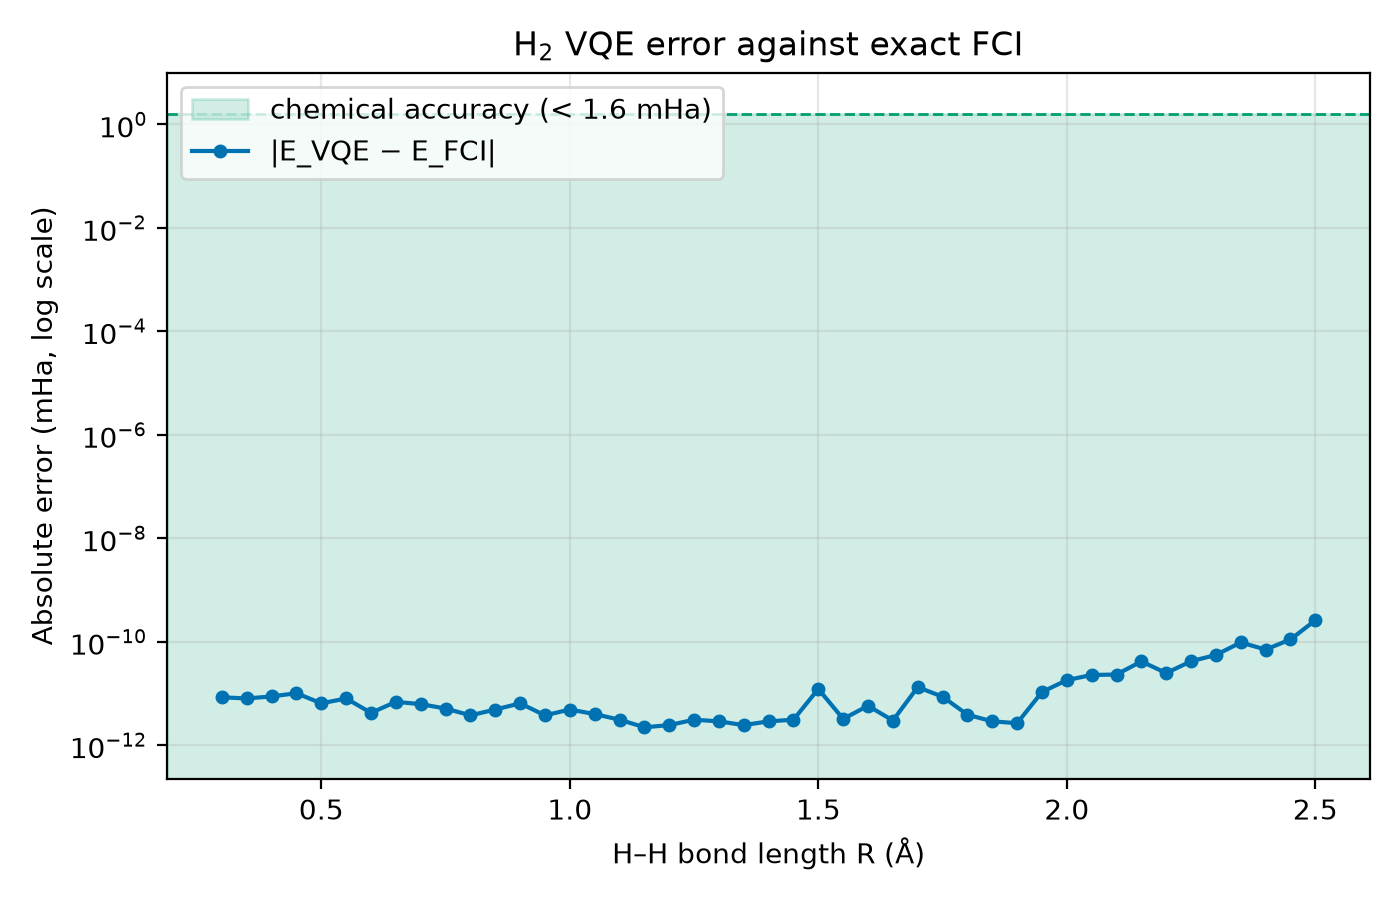 H₂ VQE error against exact FCI
chemical accuracy (< 1.6 mHa)
|E_VQE − E_FCI|
Absolute error (mHa, log scale)
10⁰
10⁻²
10⁻⁴
10⁻⁶
10⁻⁸
10⁻¹⁰
10⁻¹²
0.5 1.0 1.5 2.0 2.5
H–H bond length R (Å)